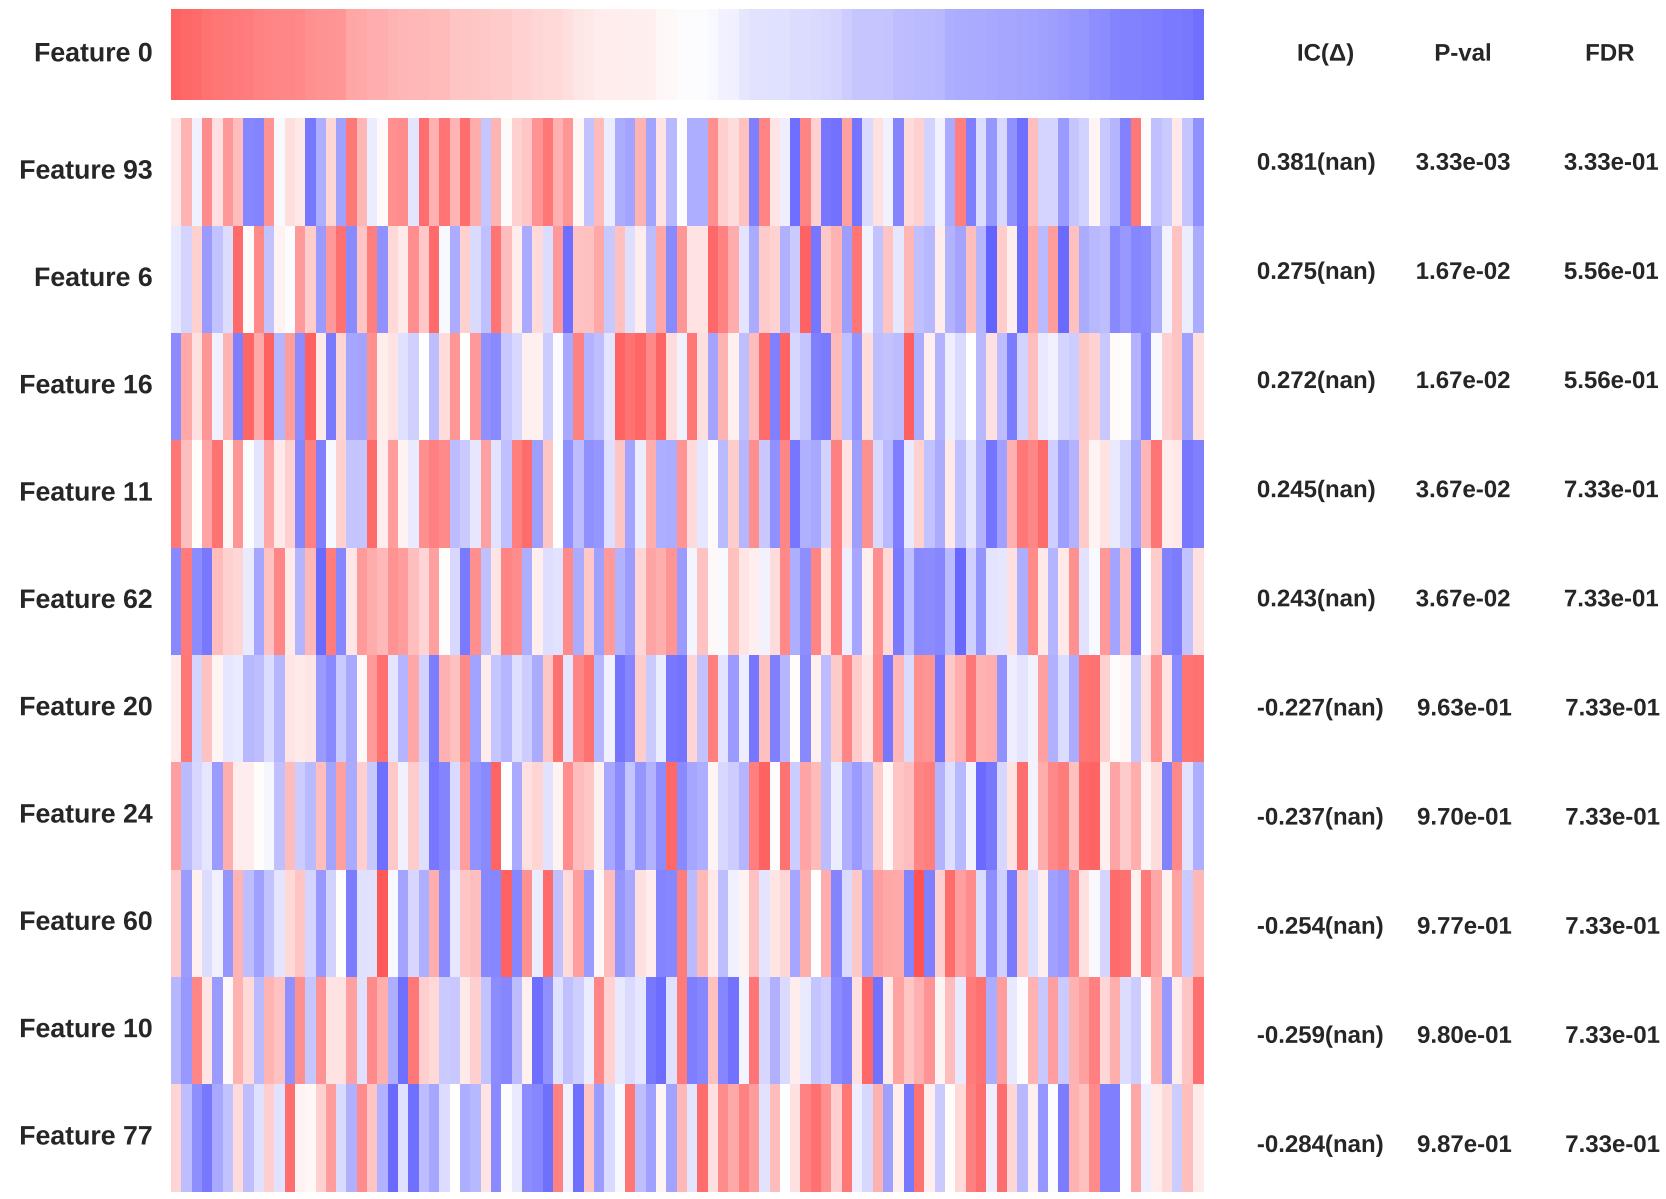 Feature 0 IC(Δ) P-val FDR
Feature 93 0.381(nan) 3.33e-03 3.33e-01
Feature 6 0.275(nan) 1.67e-02 5.56e-01
Feature 16 0.272(nan) 1.67e-02 5.56e-01
Feature 11 0.245(nan) 3.67e-02 7.33e-01
Feature 62 0.243(nan) 3.67e-02 7.33e-01
Feature 20 -0.227(nan) 9.63e-01 7.33e-01
Feature 24 -0.237(nan) 9.70e-01 7.33e-01
Feature 60 -0.254(nan) 9.77e-01 7.33e-01
Feature 10 -0.259(nan) 9.80e-01 7.33e-01
Feature 77 -0.284(nan) 9.87e-01 7.33e-01